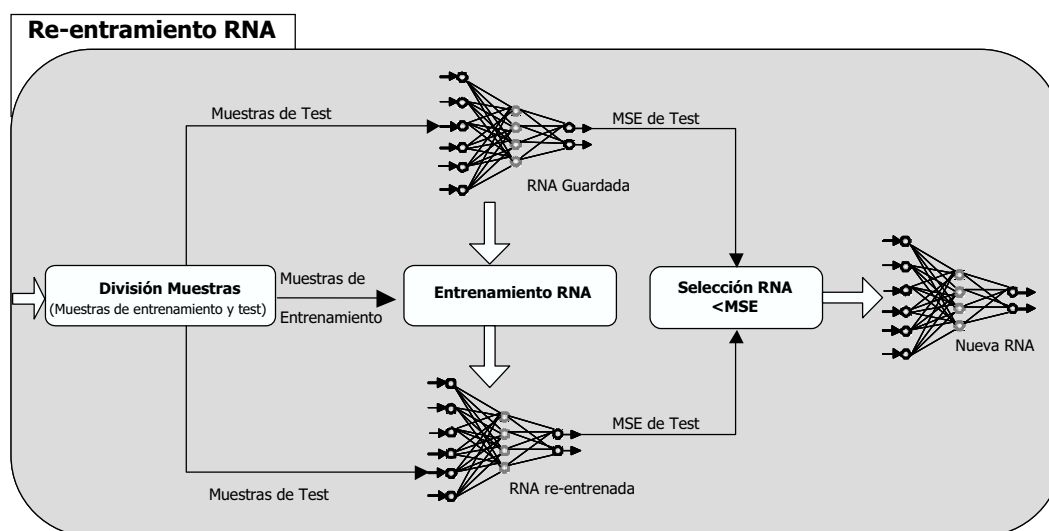 Re-entramiento RNA
Muestras de Test
MSE de Test
RNA Guardada
División Muestras
(Muestras de entrenamiento y test)
Muestras de
Entrenamiento
Entrenamiento RNA
Selección RNA
<MSE
Nueva RNA
MSE de Test
RNA re-entrenada
Muestras de Test